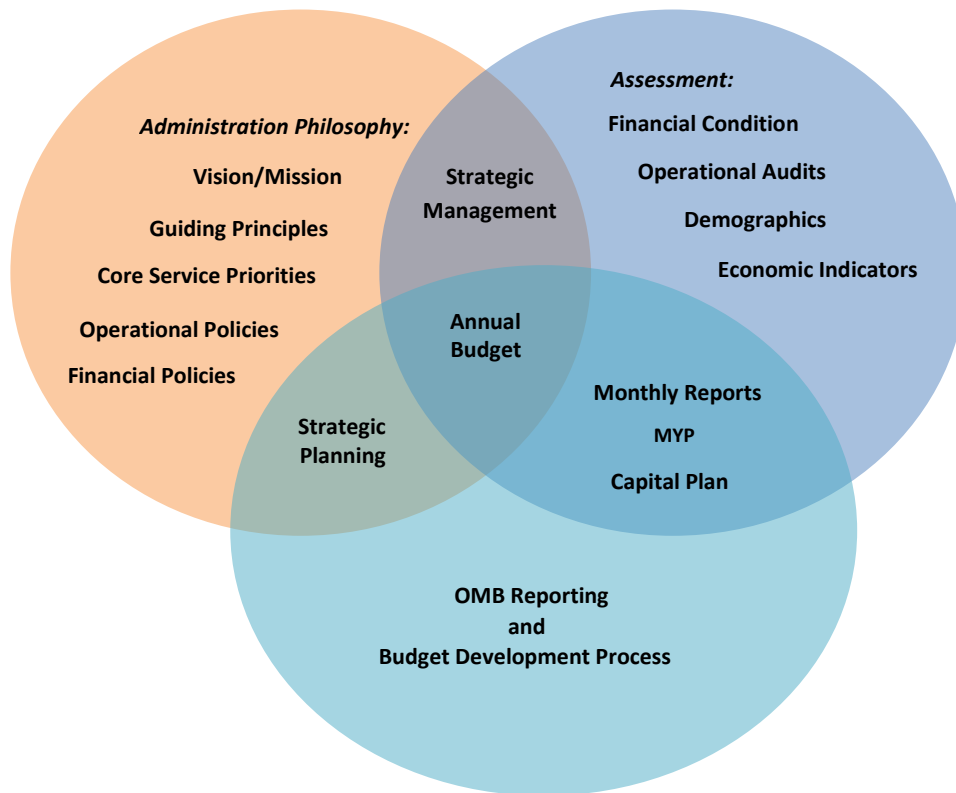 Administration Philosophy:
Vision/Mission
Guiding Principles
Core Service Priorities
Operational Policies
Financial Policies
Strategic
Management
Assessment:
Financial Condition
Operational Audits
Demographics
Economic Indicators
Annual
Budget
Strategic
Planning
Monthly Reports
MYP
Capital Plan
OMB Reporting
and
Budget Development Process